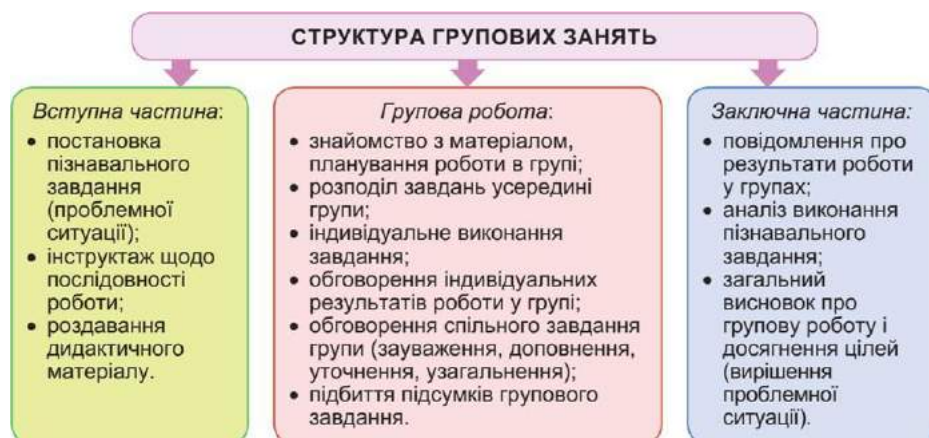 СТРУКТУРА ГРУПОВИХ ЗАНЯТЬ
Вступна частина:
• постановка
пізнавального
завдання
(проблемної
ситуації);
• інструктаж щодо
послідовності
роботи;
• роздавання
дидактичного
матеріалу.
Групова робота:
• знайомство з матеріалом,
планування роботи в групі;
• розподіл завдань усередині
групи;
• індивідуальне виконання
завдання;
• обговорення індивідуальних
результатів роботи у групі;
• обговорення спільного завдання
групи (зауваження, доповнення,
уточнення, узагальнення);
• підбиття підсумків групового
завдання.
Заключна частина:
• повідомлення про
результати роботи
у групах;
• аналіз виконання
пізнавального
завдання;
• загальний
висновок про
групову роботу і
досягнення цілей
(вирішення
проблемної
ситуації).